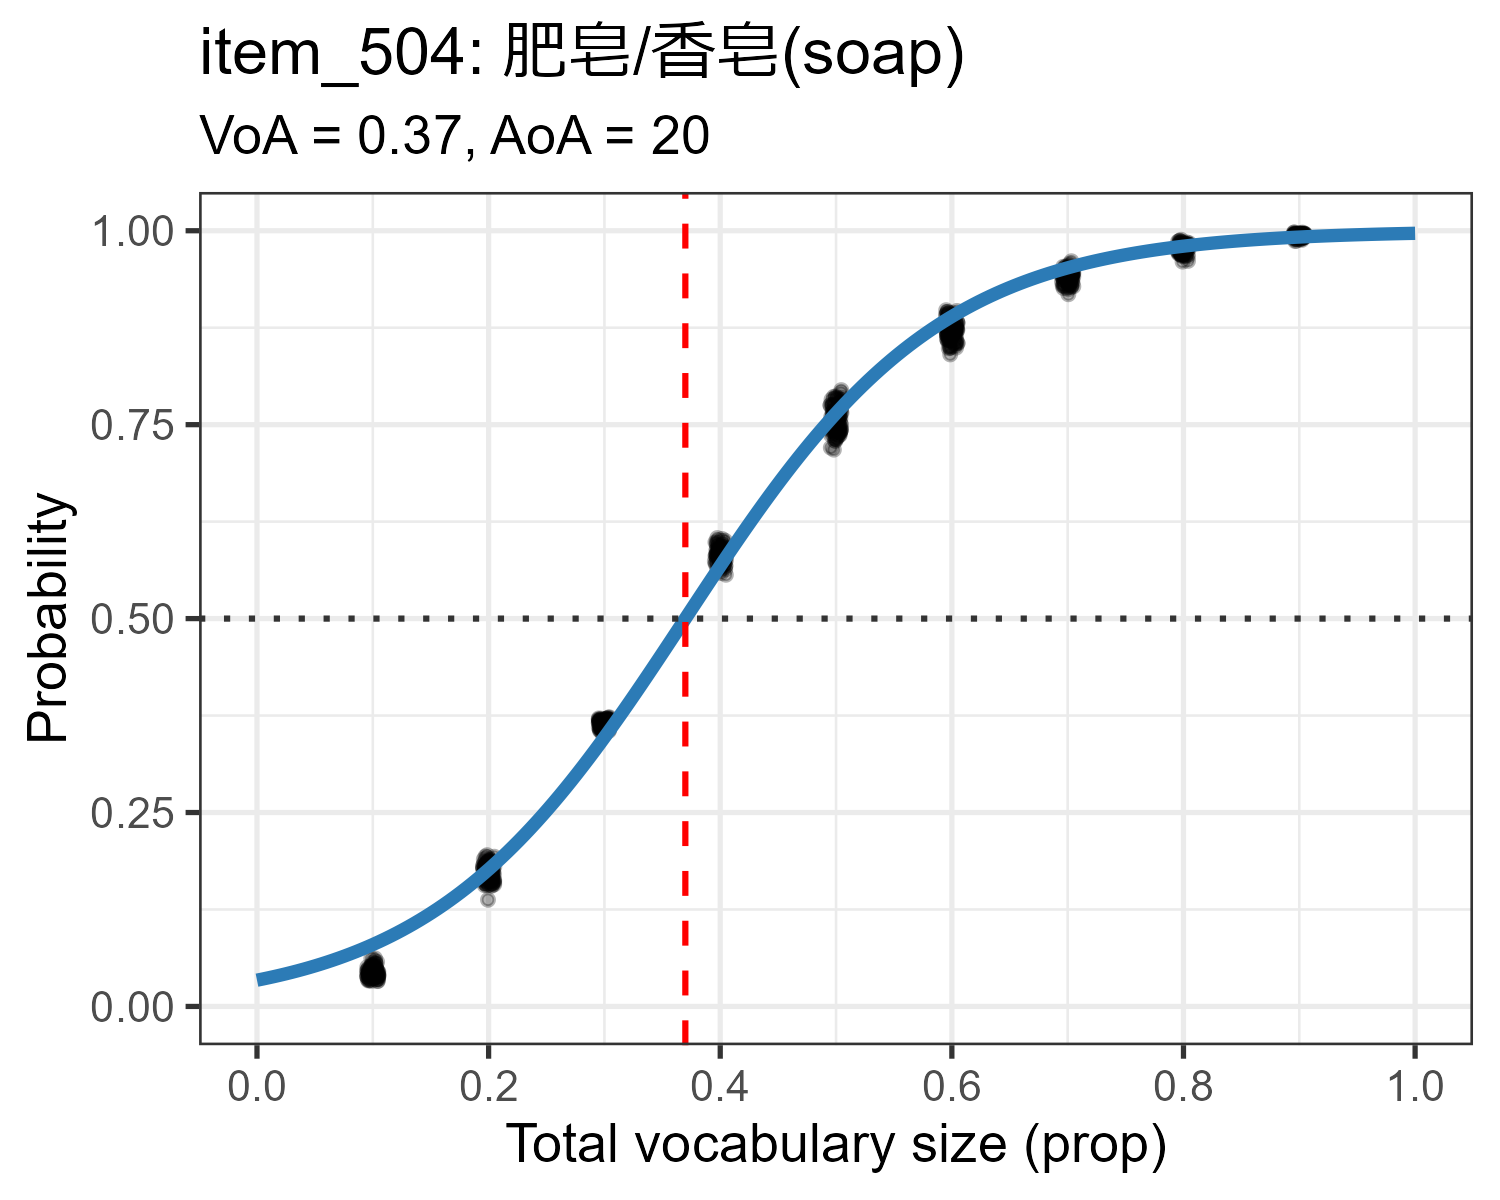 item_504: 肥皂/香皂(soap)
VoA = 0.37, AoA = 20
1.00
0.75
0.50
0.25
0.00
Probability
0.0 0.2 0.4 0.6 0.8 1.0
Total vocabulary size (prop)